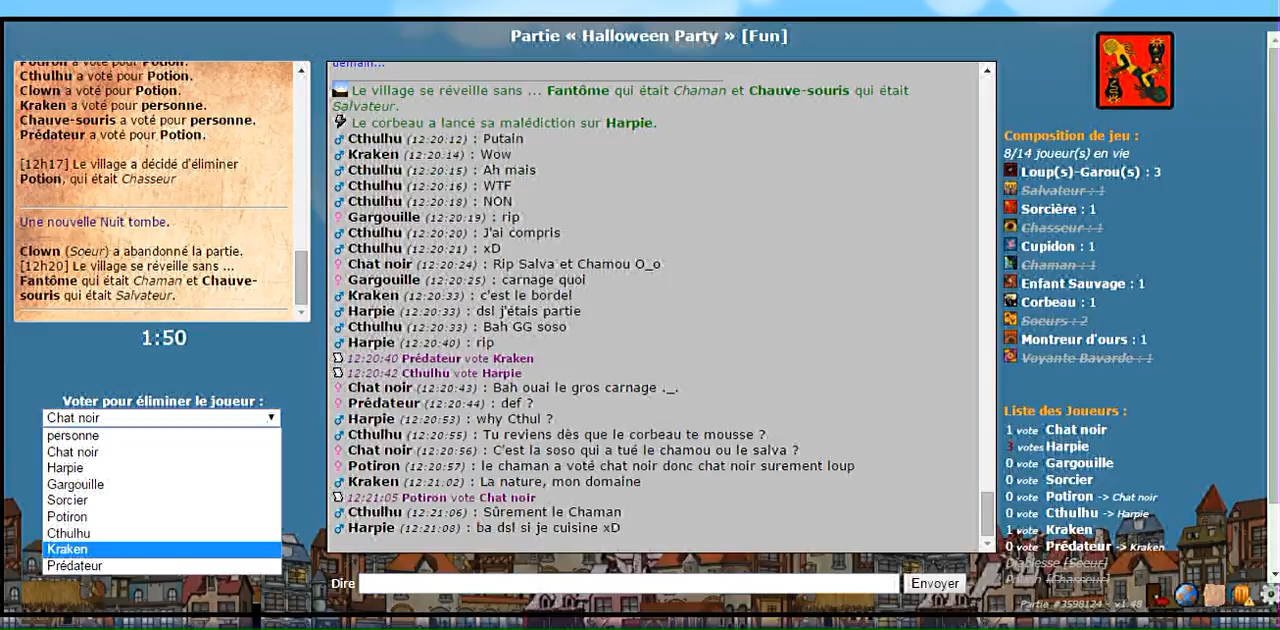 Partie « Halloween Party » [Fun]
Potiron a voté pour Potion.
Cthulhu a voté pour Potion.
Clown a voté pour Potion.
Kraken a voté pour personne.
Chauve-souris a voté pour personne.
Prédateur a voté pour Potion.
[12h17] Le village a décidé d'éliminer
Potion, qui était Chasseur
Une nouvelle Nuit tombe.
Clown (Soeur) a abandonné la partie.
[12h20] Le village se réveille sans ...
Fantôme qui était Chaman et Chauve-
souris qui était Salvateur.
1:50
Voter pour éliminer le joueur :
Chat noir
personne
Chat noir
Harpie
Gargouille
Sorcier
Potiron
Cthulhu
Kraken
Prédateur
demain...
Le village se réveille sans ... Fantôme qui était Chaman et Chauve-souris qui était
Salvateur.
Le corbeau a lancé sa malédiction sur Harpie.
Cthulhu (12:20:12) : Putain
Kraken (12:20:14) : Wow
Cthulhu (12:20:15) : Ah mais
Cthulhu (12:20:16) : WTF
Cthulhu (12:20:18) : NON
Gargouille (12:20:19) : rip
Cthulhu (12:20:20) : J'ai compris
Cthulhu (12:20:21) : xD
Chat noir (12:20:24) : Rip Salva et Chamou O_o
Gargouille (12:20:25) : carnage quoi
Kraken (12:20:33) : c'est le bordel
Harpie (12:20:33) : dsl j'étais partie
Cthulhu (12:20:33) : Bah GG soso
Harpie (12:20:40) : rip
12:20:40 Prédateur vote Kraken
12:20:42 Cthulhu vote Harpie
Chat noir (12:20:43) : Bah ouai le gros carnage ._.
Prédateur (12:20:44) : def ?
Harpie (12:20:53) : why Cthul ?
Cthulhu (12:20:55) : Tu reviens dès que le corbeau te mousse ?
Chat noir (12:20:56) : C'est la soso qui a tué le chamou ou le salva ?
Potiron (12:20:57) : le chaman a voté chat noir donc chat noir surement loup
Kraken (12:21:02) : La nature, mon domaine
12:21:05 Potiron vote Chat noir
Cthulhu (12:21:06) : Sûrement le Chaman
Harpie (12:21:08) : ba dsl si je cuisine xD
Dire
Envoyer
Composition de jeu :
8/14 joueur(s) en vie
Loup(s)-Garou(s) : 3
Salvateur : 1
Sorcière : 1
Chasseur : 1
Cupidon : 1
Chaman : 1
Enfant Sauvage : 1
Corbeau : 1
Soeurs : 2
Montreur d'ours : 1
Voyante Bavarde : 1
Liste des Joueurs :
1 vote Chat noir
3 votes Harpie
0 vote Gargouille
0 vote Sorcier
0 vote Potiron -> Chat noir
0 vote Cthulhu -> Harpie
1 vote Kraken
0 vote Prédateur -> Kraken
Diablesse (Soeur)
Potion (Chasseur)
Partie #3598124 - v1.48